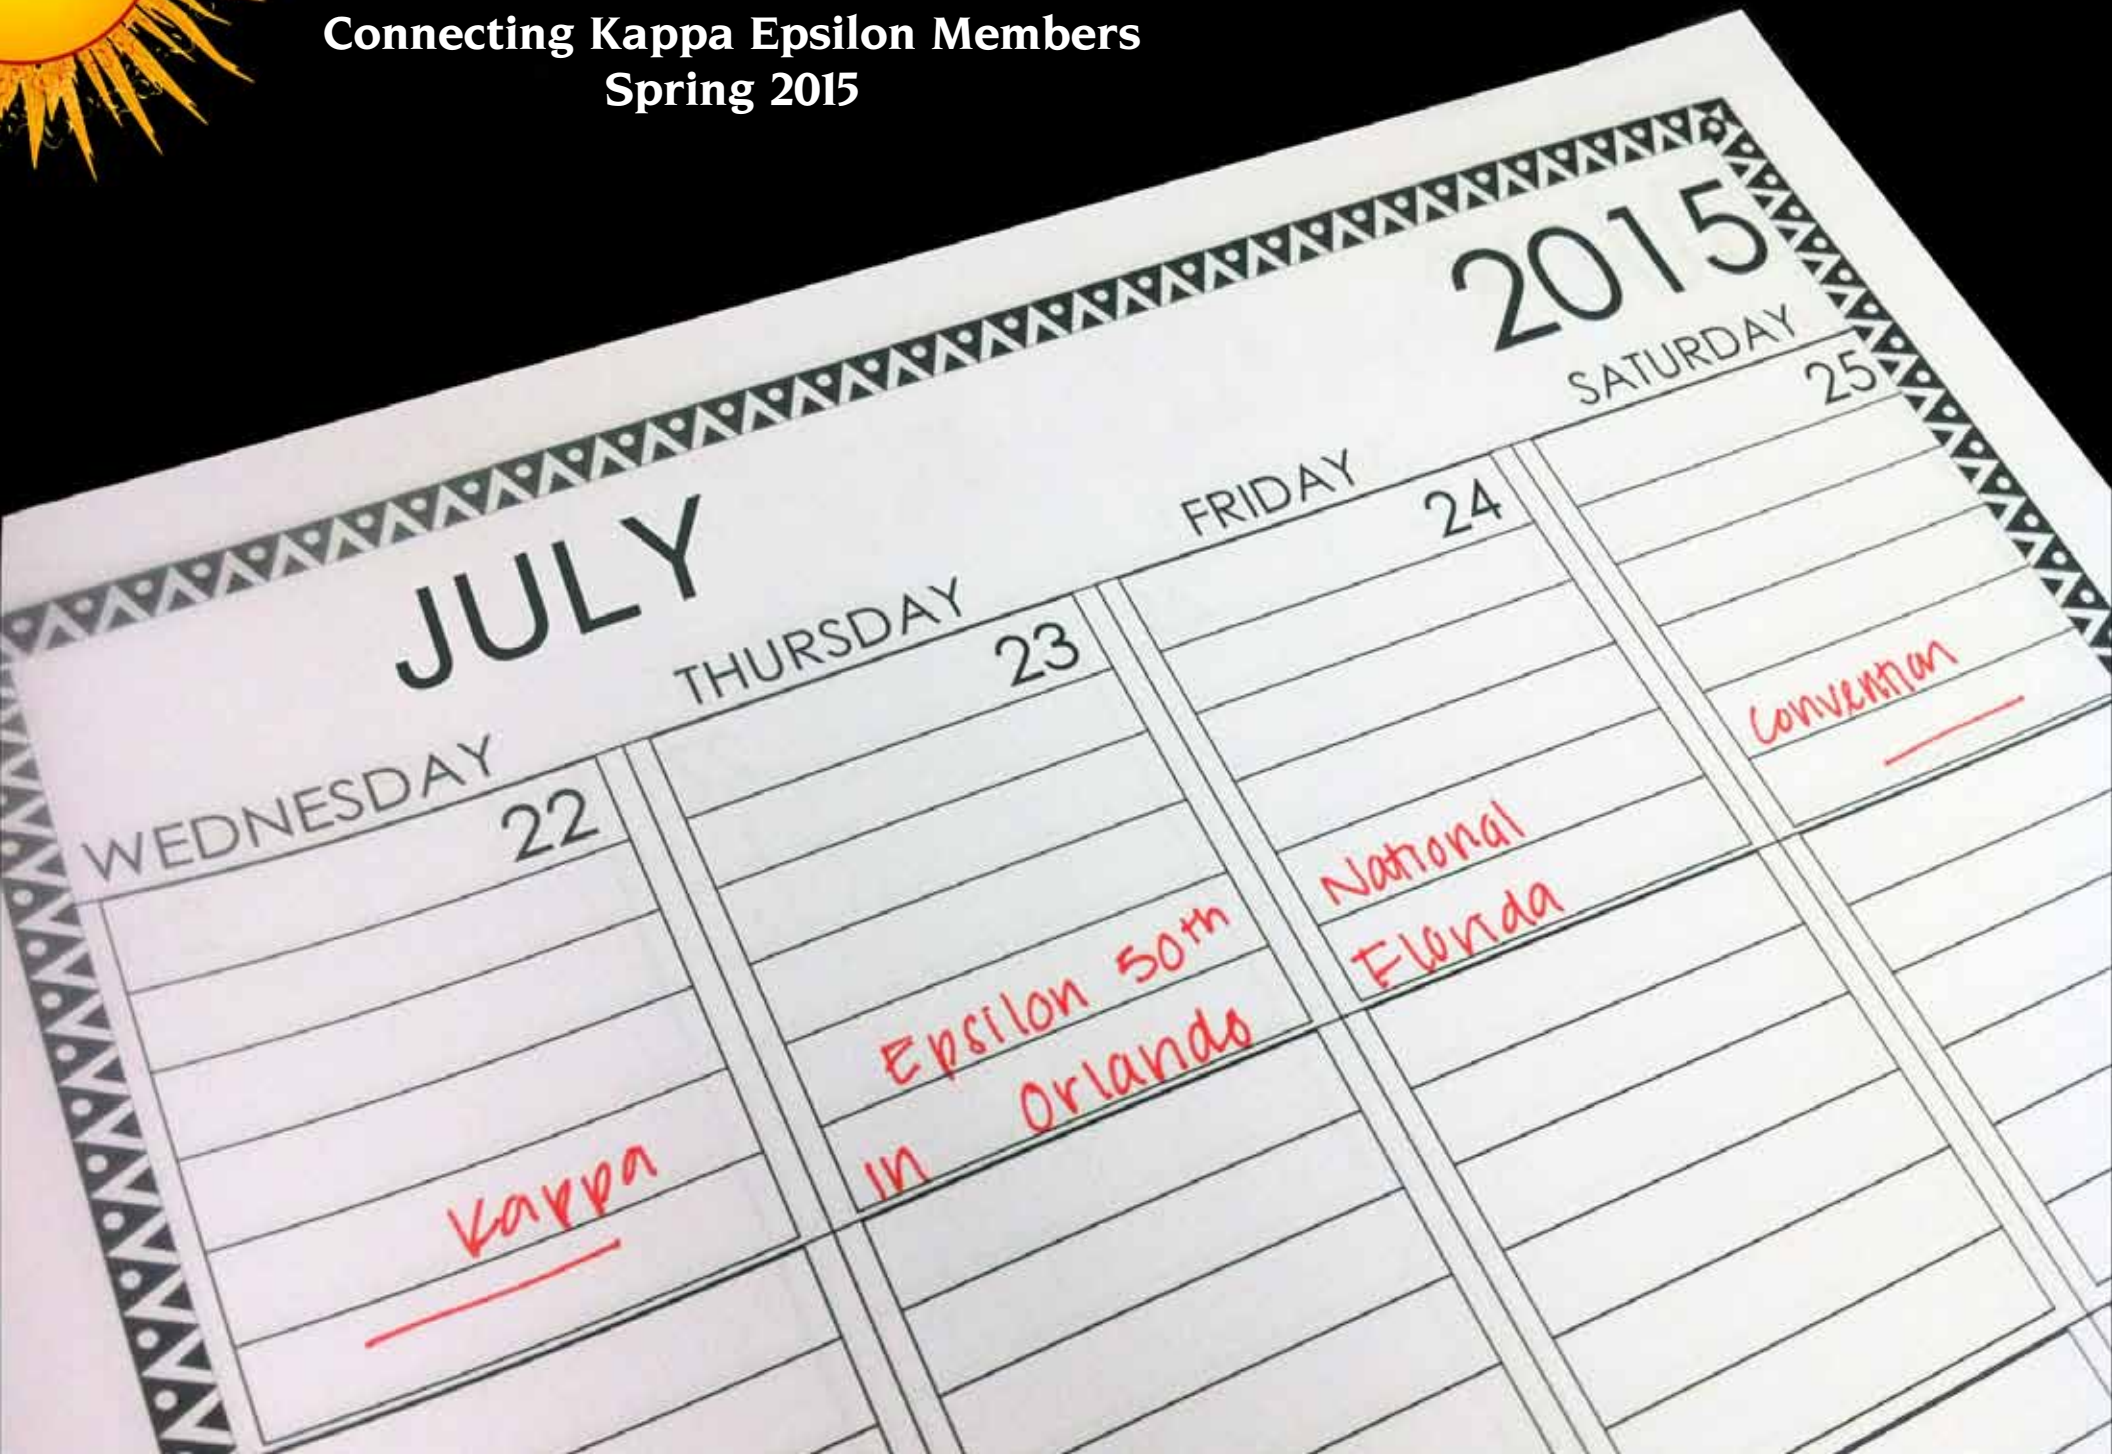 Connecting Kappa Epsilon Members
Spring 2015
JULY 2015
WEDNESDAY THURSDAY FRIDAY SATURDAY
22 23 24 25
Kappa Epsilon 50th National Convention
in Orlando Florida